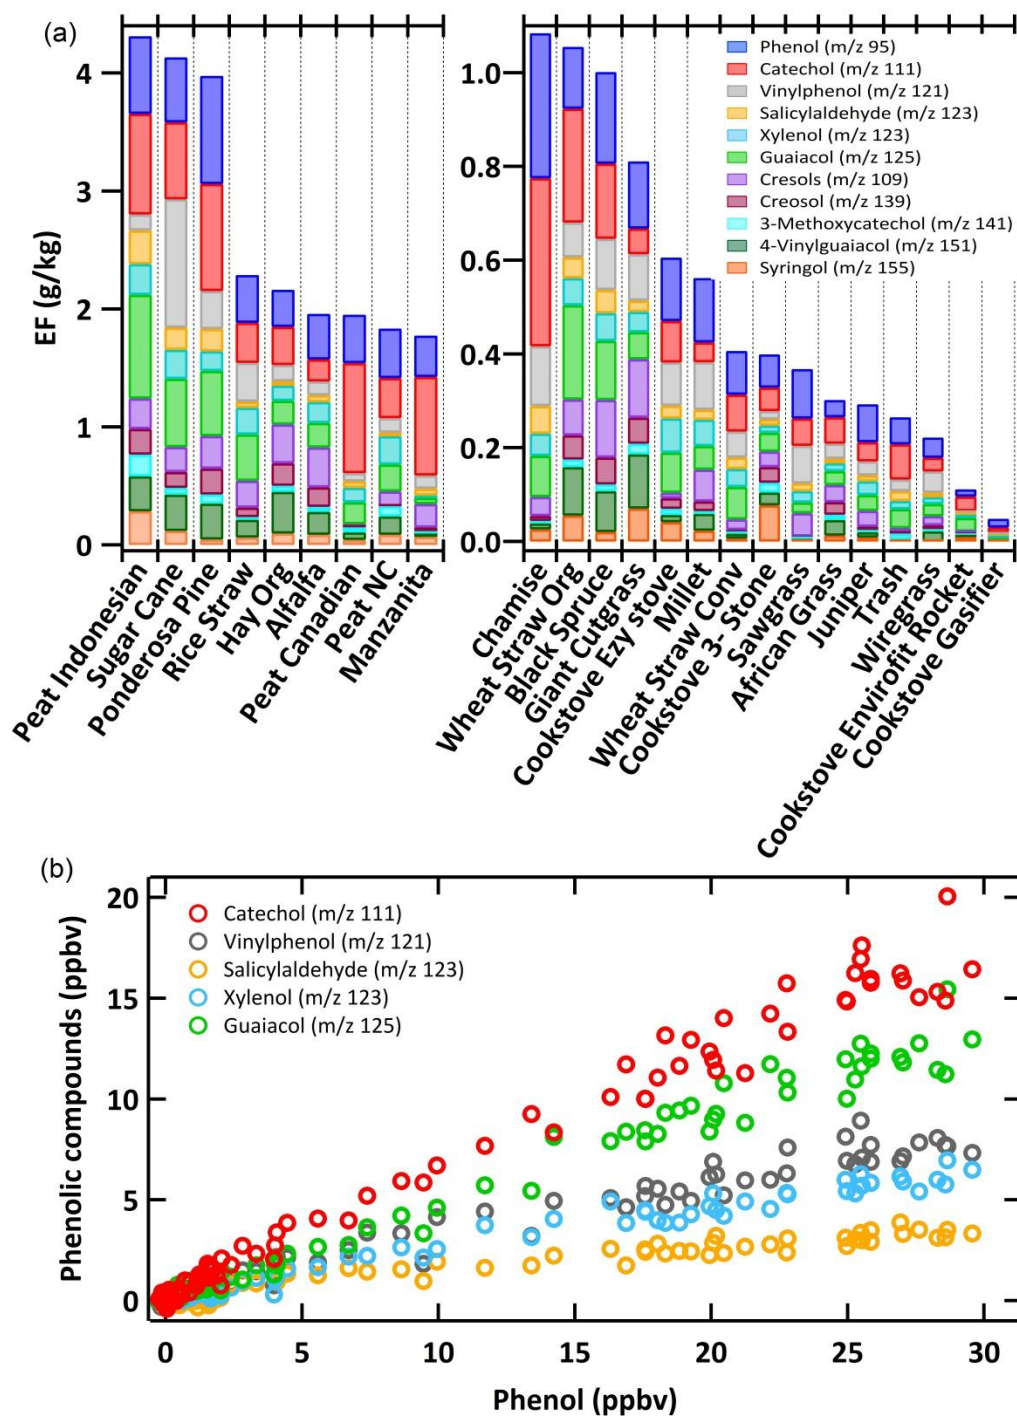 (a)
EF (g/kg)
4
3
2
1
0
Peat Indonesian
Sugar Cane
Ponderosa Pine
Rice Straw
Hay Org
Alfalfa
Peat Canadian
Peat NC
Manzanita
1.0
0.8
0.6
0.4
0.2
0.0
Phenol (m/z 95)
Catechol (m/z 111)
Vinylphenol (m/z 121)
Salicylaldehyde (m/z 123)
Xylenol (m/z 123)
Guaiacol (m/z 125)
Cresols (m/z 109)
Creosol (m/z 139)
3-Methoxycatechol (m/z 141)
4-Vinylguaiacol (m/z 151)
Syringol (m/z 155)
Chamise
Wheat Straw Org
Black Spruce
Giant Cutgrass
Cookstove Ezy stove
Millet
Wheat Straw Conv
Cookstove 3- Stone
Sawgrass
African Grass
Juniper
Trash
Wiregrass
Cookstove Envirofit Rocket
Cookstove Gasifier
(b)
Phenolic compounds (ppbv)
20
15
10
5
0
Catechol (m/z 111)
Vinylphenol (m/z 121)
Salicylaldehyde (m/z 123)
Xylenol (m/z 123)
Guaiacol (m/z 125)
0 5 10 15 20 25 30
Phenol (ppbv)